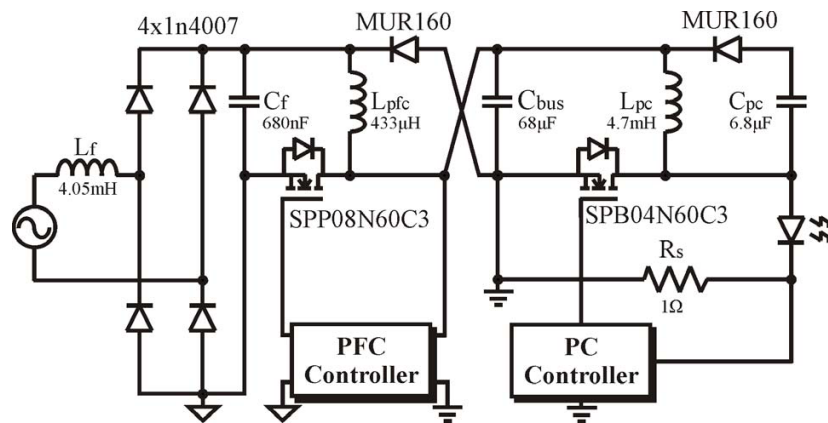 4x1n4007
MUR160
MUR160
Cf
680nF
Lpfc
433µH
Cbus
68µF
Lpc
4.7mH
Cpc
6.8µF
Lf
4.05mH
SPP08N60C3
SPB04N60C3
Rs
1Ω
PFC
Controller
PC
Controller